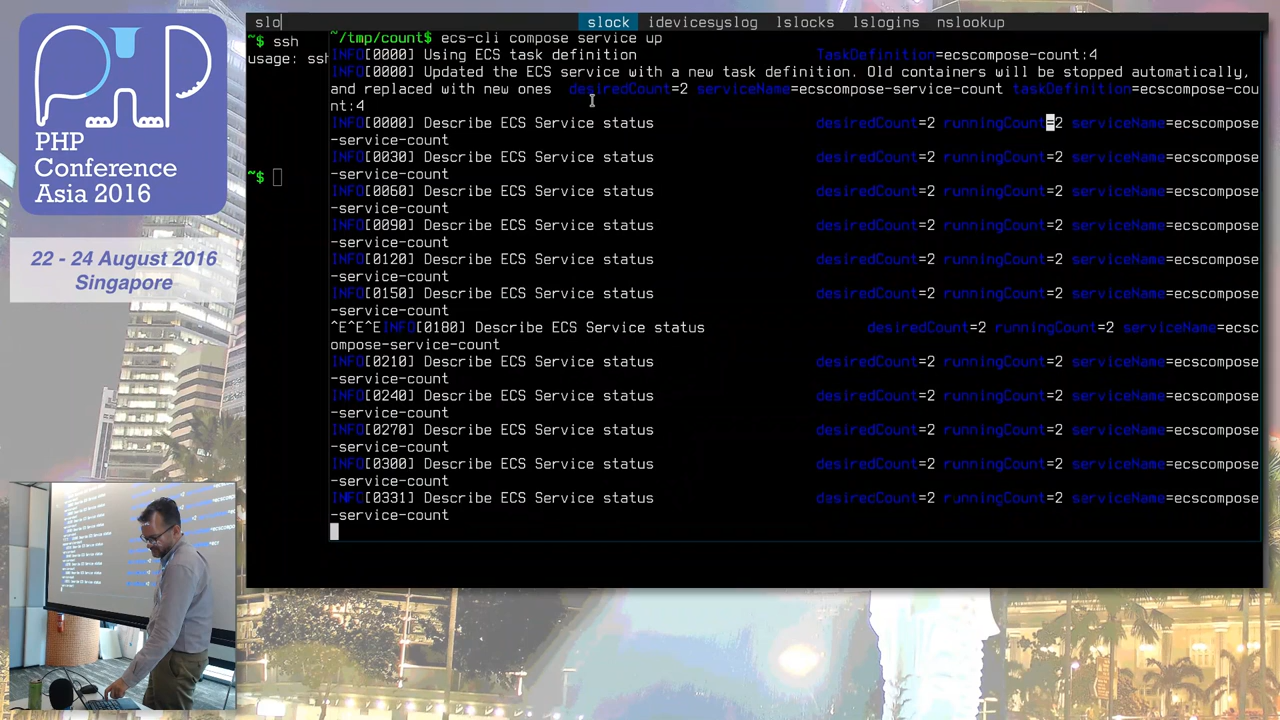 slo
slock idevicesyslog lslocks lslogins nslookup
~$ ssh
usage: ssh
~$
~/tmp/count$ ecs-cli compose service up
INFO[0000] Using ECS task definition TaskDefinition=ecscompose-count:4
INFO[0000] Updated the ECS service with a new task definition. Old containers will be stopped automatically,
and replaced with new ones desiredCount=2 serviceName=ecscompose-service-count taskDefinition=ecscompose-cou
nt:4
INFO[0000] Describe ECS Service status desiredCount=2 runningCount=2 serviceName=ecscompose
-service-count
INFO[0030] Describe ECS Service status desiredCount=2 runningCount=2 serviceName=ecscompose
-service-count
INFO[0060] Describe ECS Service status desiredCount=2 runningCount=2 serviceName=ecscompose
-service-count
INFO[0090] Describe ECS Service status desiredCount=2 runningCount=2 serviceName=ecscompose
-service-count
INFO[0120] Describe ECS Service status desiredCount=2 runningCount=2 serviceName=ecscompose
-service-count
INFO[0150] Describe ECS Service status desiredCount=2 runningCount=2 serviceName=ecscompose
-service-count
^E^E^EINFO[0180] Describe ECS Service status desiredCount=2 runningCount=2 serviceName=ecsc
ompose-service-count
INFO[0210] Describe ECS Service status desiredCount=2 runningCount=2 serviceName=ecscompose
-service-count
INFO[0240] Describe ECS Service status desiredCount=2 runningCount=2 serviceName=ecscompose
-service-count
INFO[0270] Describe ECS Service status desiredCount=2 runningCount=2 serviceName=ecscompose
-service-count
INFO[0300] Describe ECS Service status desiredCount=2 runningCount=2 serviceName=ecscompose
-service-count
INFO[0331] Describe ECS Service status desiredCount=2 runningCount=2 serviceName=ecscompose
-service-count
PHP
Conference
Asia 2016
22 - 24 August 2016
Singapore